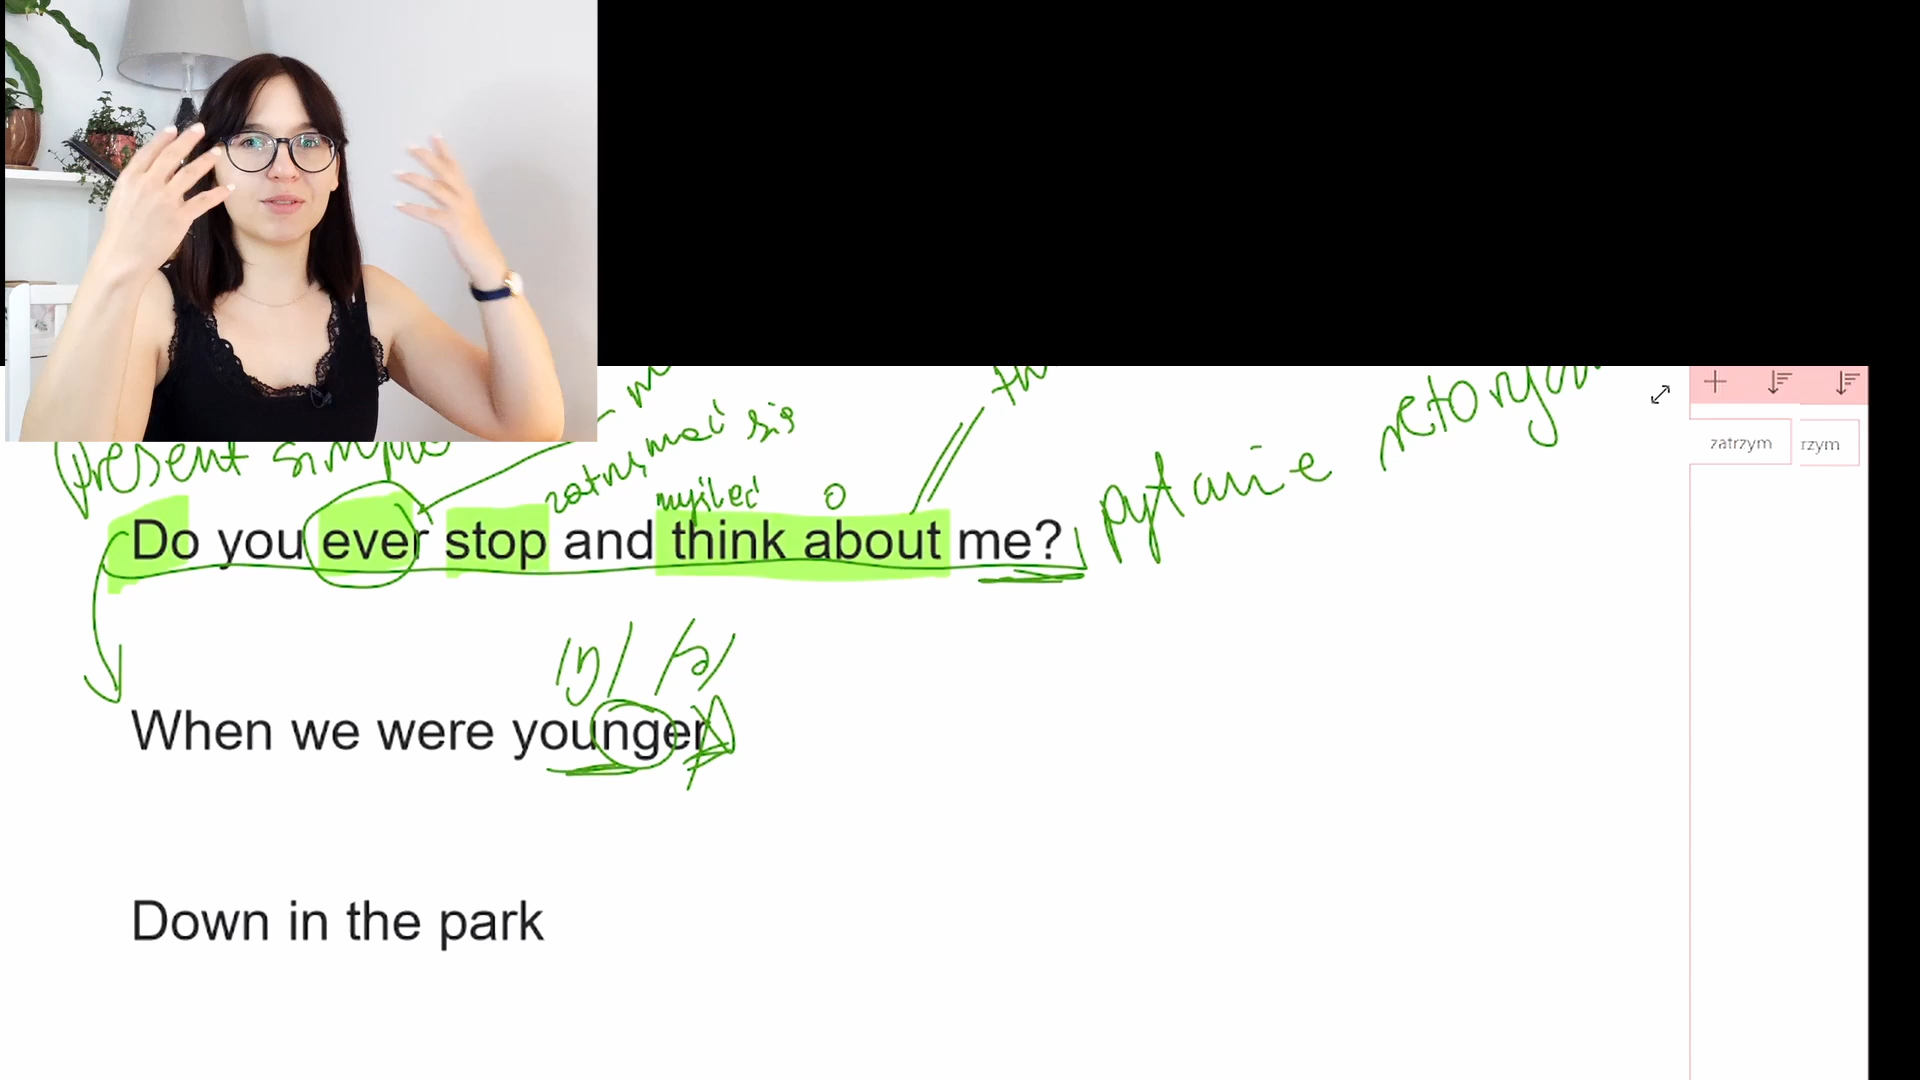 Present simple
zatrzymać się
myśleć o
pytanie
zatrzym
rzym
Do you ever stop and think about me?
/ŋ/ /ə/
When we were younger
Down in the park